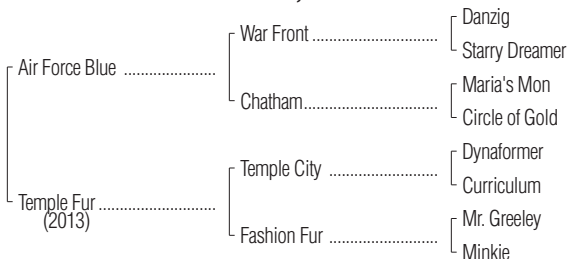 Danzig
War Front ..............................
Starry Dreamer
Air Force Blue ......................
Maria's Mon
Chatham................................
Circle of Gold
Dynaformer
Temple City ..........................
Curriculum
Temple Fur............................
(2013)
Mr. Greeley
Fashion Fur ..........................
Minkie